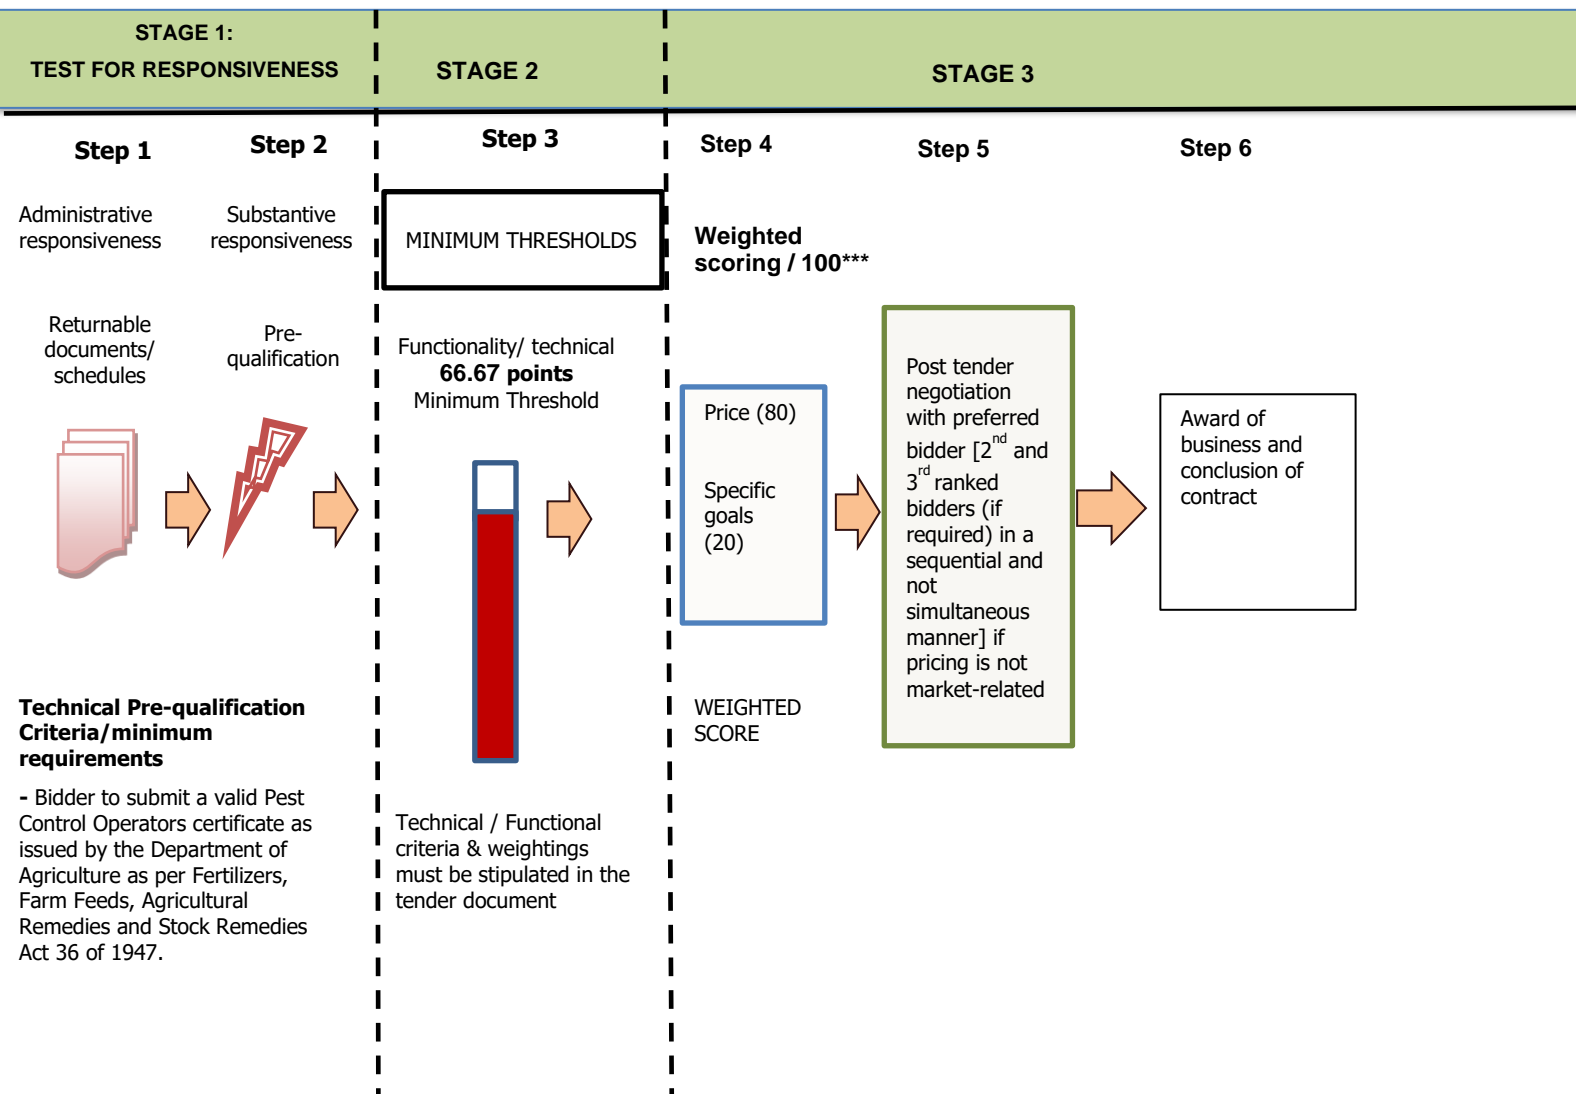 STAGE 1:
TEST FOR RESPONSIVENESS
STAGE 2
STAGE 3
Step 1
Step 2
Step 3
Step 4
Step 5
Step 6
Administrative
responsiveness
Substantive
responsiveness
MINIMUM THRESHOLDS
Weighted
scoring / 100***
Returnable
documents/
schedules
Pre-
qualification
Functionality/ technical
66.67 points
Minimum Threshold
Price (80)
Specific
goals
(20)
Post tender
negotiation
with preferred
bidder [2nd and
3rd ranked
bidders (if
required) in a
sequential and
not
simultaneous
manner] if
pricing is not
market-related
Award of
business and
conclusion of
contract
Technical Pre-qualification
Criteria/minimum
requirements
- Bidder to submit a valid Pest
Control Operators certificate as
issued by the Department of
Agriculture as per Fertilizers,
Farm Feeds, Agricultural
Remedies and Stock Remedies
Act 36 of 1947.
Technical / Functional
criteria & weightings
must be stipulated in the
tender document
WEIGHTED
SCORE